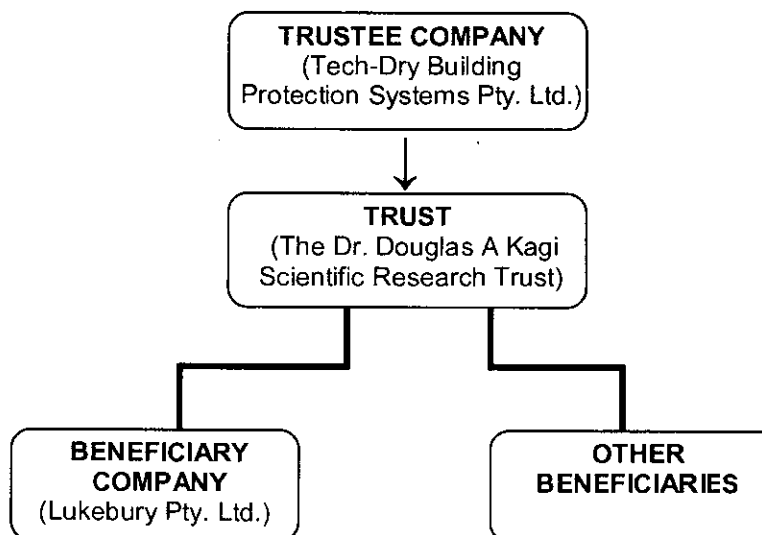 TRUSTEE COMPANY
(Tech-Dry Building
Protection Systems Pty. Ltd.)
TRUST
(The Dr. Douglas A Kagi
Scientific Research Trust)
BENEFICIARY
COMPANY
(Lukebury Pty. Ltd.)
OTHER
BENEFICIARIES